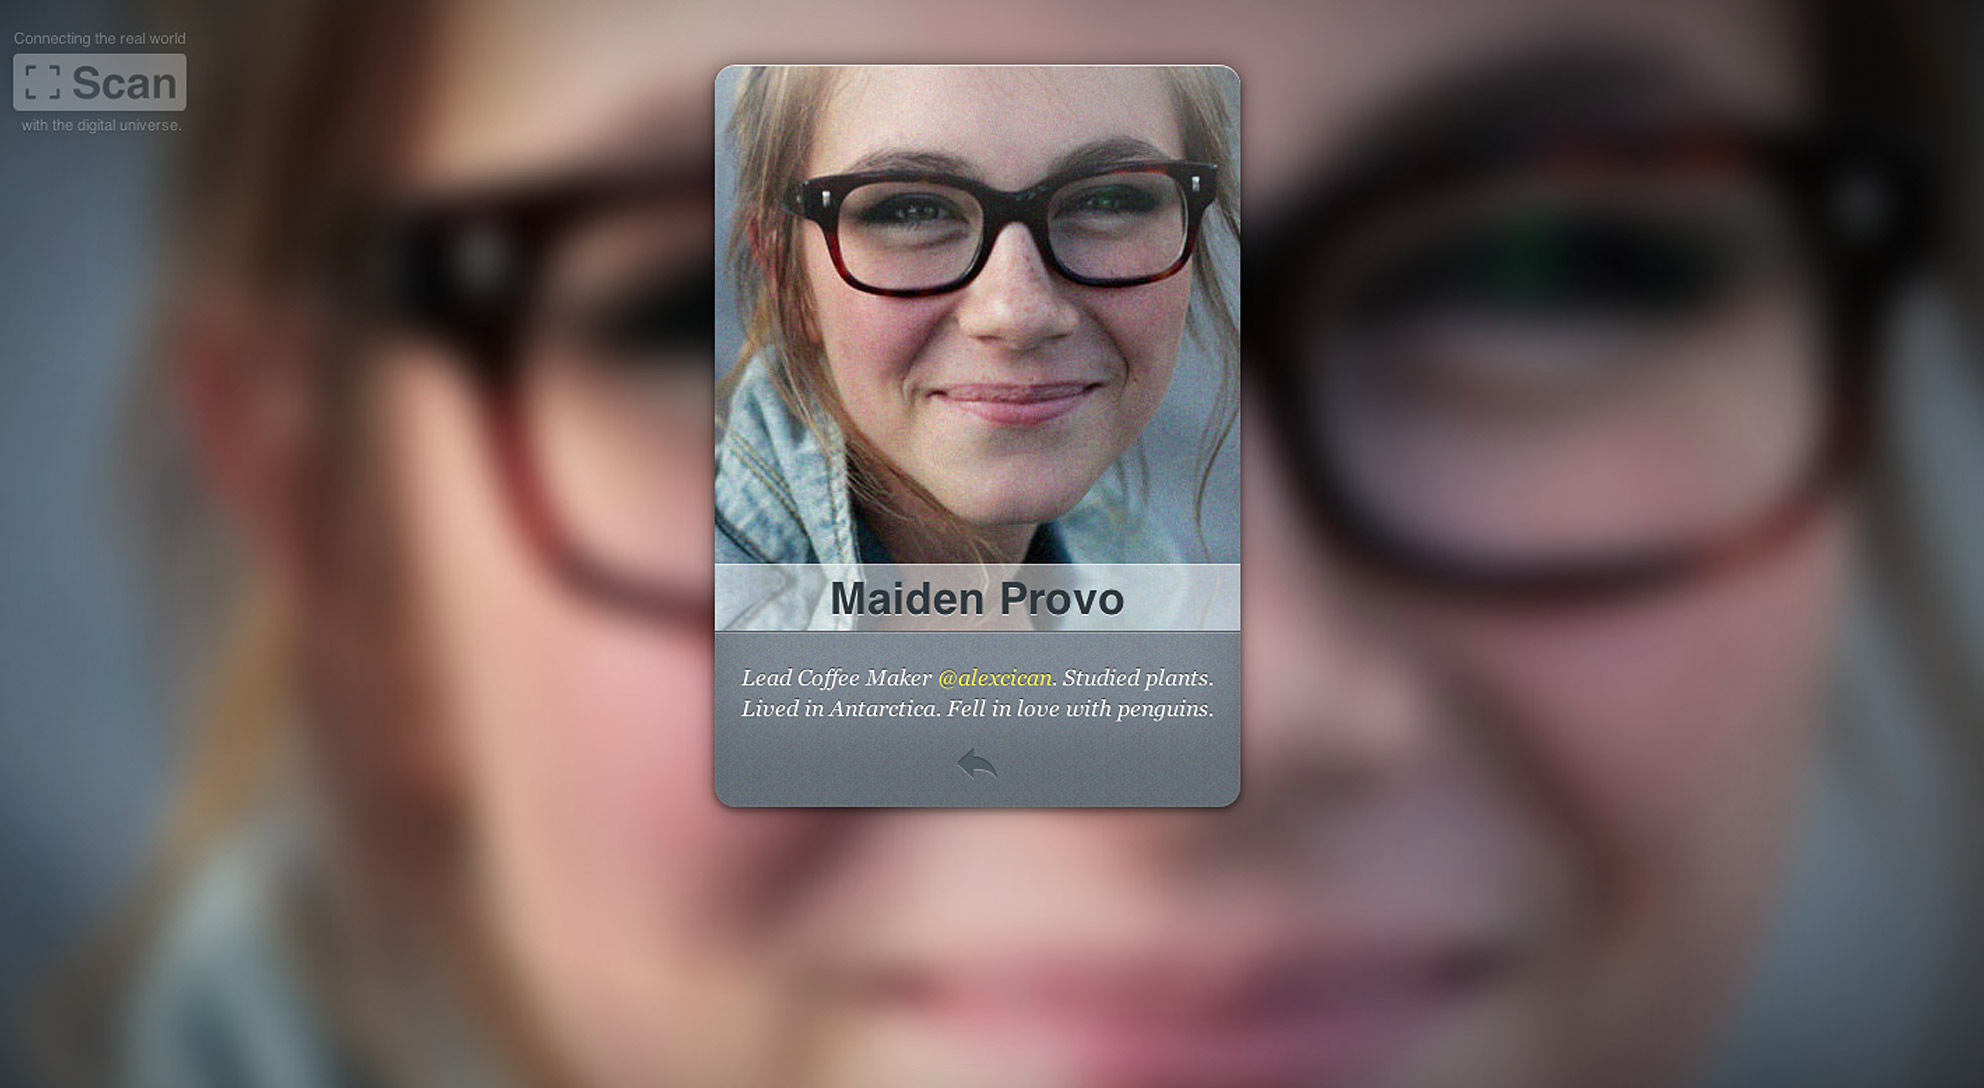 Connecting the real world
Scan
with the digital universe.
Maiden Provo
Lead Coffee Maker @alexcican. Studied plants.
Lived in Antarctica. Fell in love with penguins.